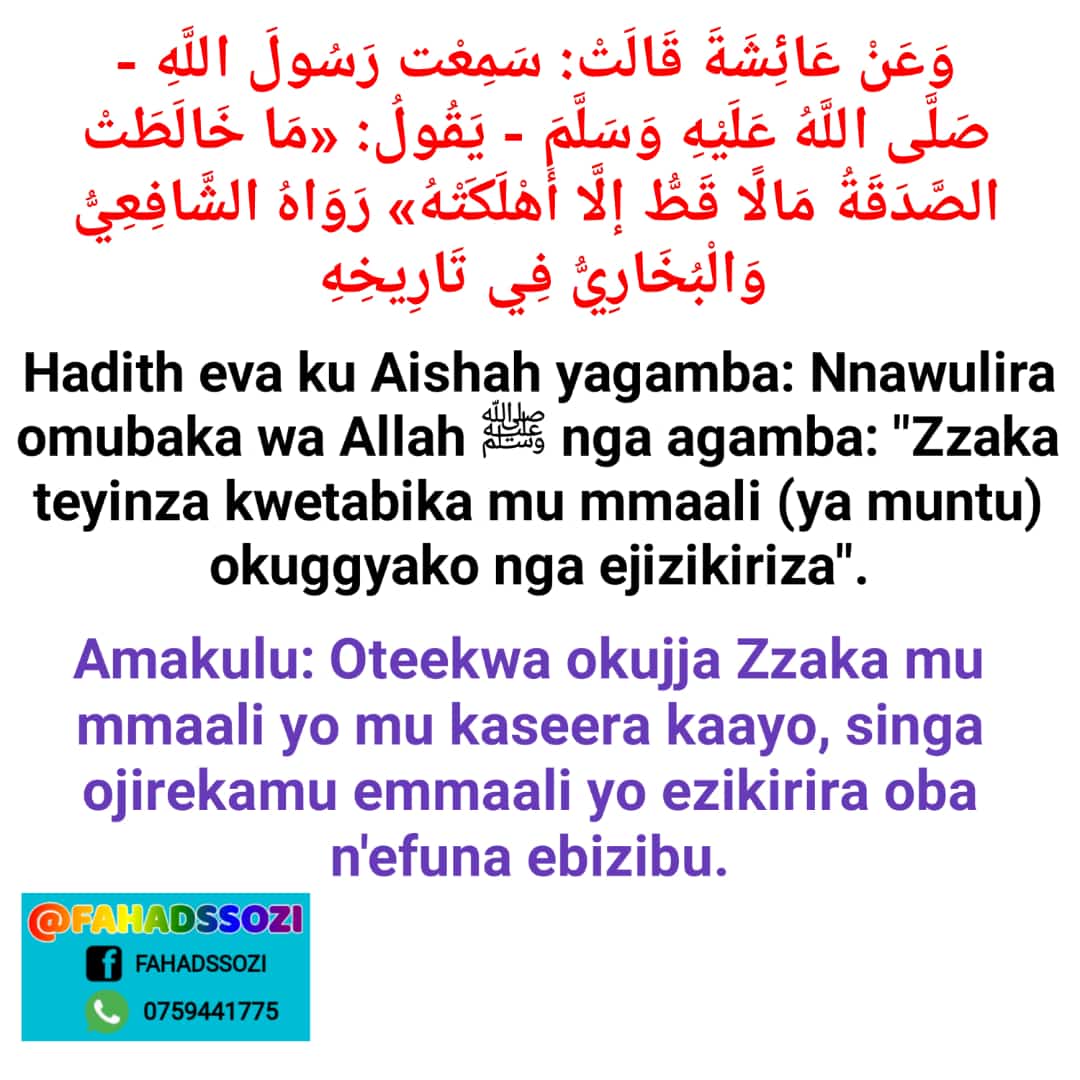 وَعَنْ عَائِشَةَ قَالَتْ: سَمِعْت رَسُولَ اللَّهِ -
صَلَّى اللَّهُ عَلَيْهِ وَسَلَّمَ - يَقُولُ: «مَا خَالَطَتْ
الصَّدَقَةُ مَالًا قَطُّ إلَّا أَهْلَكَتْهُ» رَوَاهُ الشَّافِعِيُّ
وَالْبُخَارِيُّ فِي تَارِيخِهِ
Hadith eva ku Aishah yagamba: Nnawulira
omubaka wa Allah ﷺ nga agamba: "Zzaka
teyinza kwetabika mu mmaali (ya muntu)
okuggyako nga ejizikiriza".
Amakulu: Oteekwa okujja Zzaka mu
mmaali yo mu kaseera kaayo, singa
ojirekamu emmaali yo ezikirira oba
n'efuna ebizibu.
@FAHADSSOZI
FAHADSSOZI
0759441775